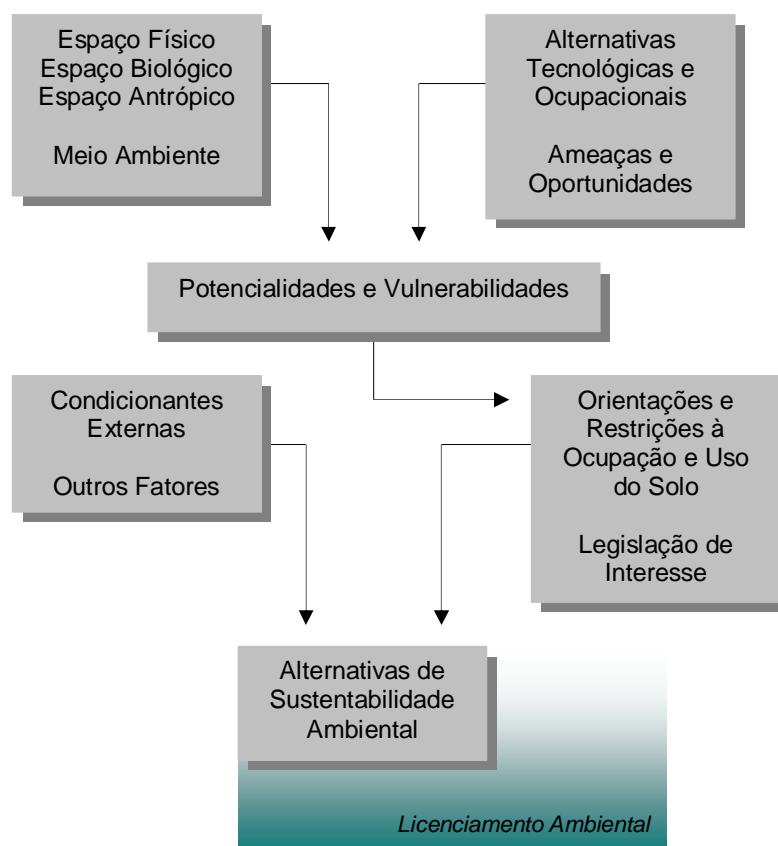 Espaço Físico
Espaço Biológico
Espaço Antrópico
Meio Ambiente
Alternativas
Tecnológicas e
Ocupacionais
Ameaças e
Oportunidades
Potencialidades e Vulnerabilidades
Condicionantes
Externas
Outros Fatores
Orientações e
Restrições à
Ocupação e Uso
do Solo
Legislação de
Interesse
Alternativas de
Sustentabilidade
Ambiental
Licenciamento Ambiental